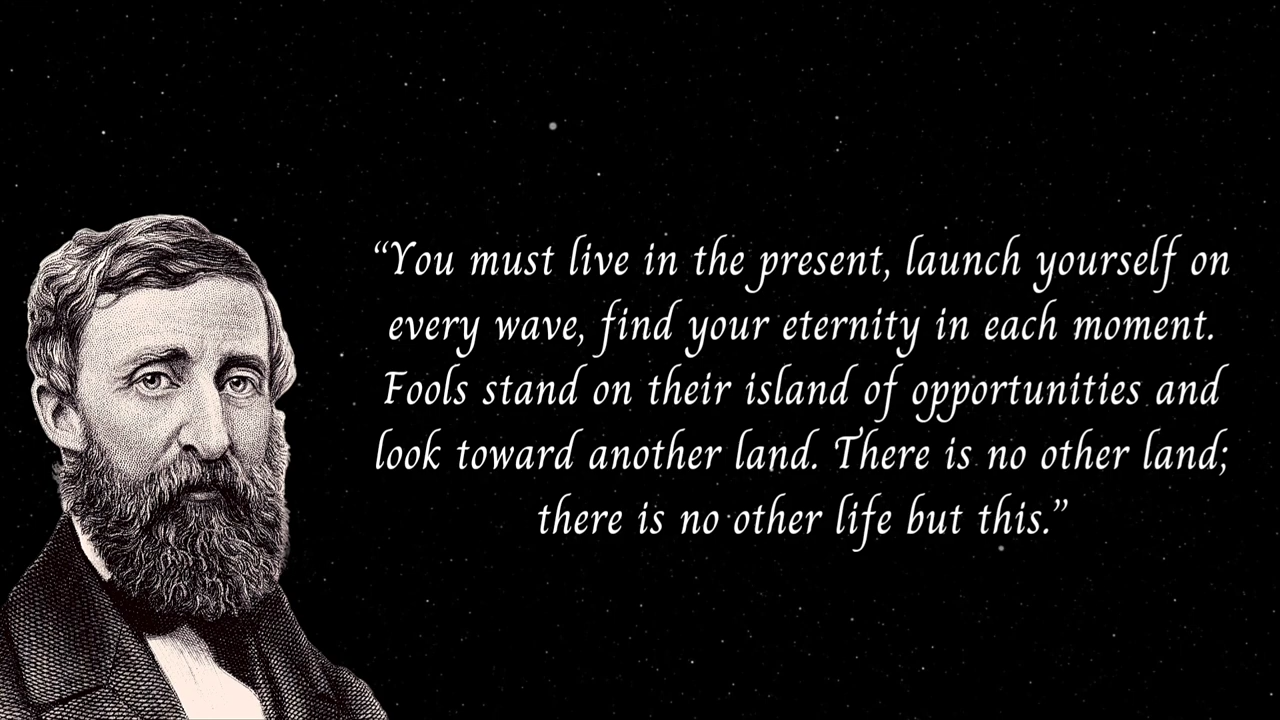 “You must live in the present, launch yourself on
every wave, find your eternity in each moment.
Fools stand on their island of opportunities and
look toward another land. There is no other land;
there is no other life but this.”